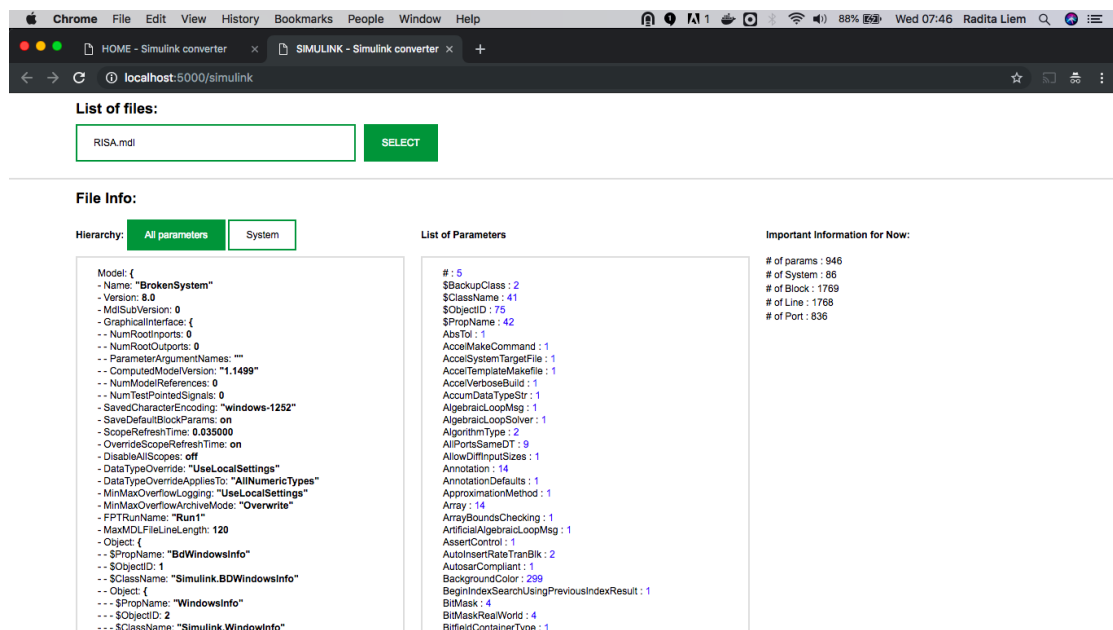 Chrome File Edit View History Bookmarks People Window Help 1 88% Wed 07:46 Radita Liem
HOME - Simulink converter × SIMULINK - Simulink converter × +
localhost:5000/simulink
List of files:
RISA.mdl SELECT
File Info:
Hierarchy: All parameters System
Model: {
- Name: "BrokenSystem"
- Version: 8.0
- MdlSubVersion: 0
- GraphicalInterface: {
- - NumRootInports: 0
- - NumRootOutports: 0
- - ParameterArgumentNames: ""
- - ComputedModelVersion: "1.1499"
- - NumModelReferences: 0
- - NumTestPointedSignals: 0
- SavedCharacterEncoding: "windows-1252"
- SaveDefaultBlockParams: on
- ScopeRefreshTime: 0.035000
- OverrideScopeRefreshTime: on
- DisableAllScopes: off
- DataTypeOverride: "UseLocalSettings"
- DataTypeOverrideAppliesTo: "AllNumericTypes"
- MinMaxOverflowLogging: "UseLocalSettings"
- MinMaxOverflowArchiveMode: "Overwrite"
- FPTRunName: "Run1"
- MaxMDLFileLineLength: 120
- Object: {
- - $PropName: "BdWindowsInfo"
- - $ObjectID: 1
- - $ClassName: "Simulink.BDWindowsInfo"
- - Object: {
- - - $PropName: "WindowsInfo"
- - - $ObjectID: 2
- - - $ClassName: "Simulink.WindowInfo"
List of Parameters
# : 5
$BackupClass : 2
$ClassName : 41
$ObjectID : 75
$PropName : 42
AbsTol : 1
AccelMakeCommand : 1
AccelSystemTargetFile : 1
AccelTemplateMakefile : 1
AccelVerboseBuild : 1
AccumDataTypeStr : 1
AlgebraicLoopMsg : 1
AlgebraicLoopSolver : 1
AlgorithmType : 2
AllPortsSameDT : 9
AllowDiffInputSizes : 1
Annotation : 14
AnnotationDefaults : 1
ApproximationMethod : 1
Array : 14
ArrayBoundsChecking : 1
ArtificialAlgebraicLoopMsg : 1
AssertControl : 1
AutoInsertRateTranBlk : 2
AutosarCompliant : 1
BackgroundColor : 299
BeginIndexSearchUsingPreviousIndexResult : 1
BitMask : 4
BitMaskRealWorld : 4
BitfieldContainerType : 1
Important Information for Now:
# of params : 946
# of System : 86
# of Block : 1769
# of Line : 1768
# of Port : 836